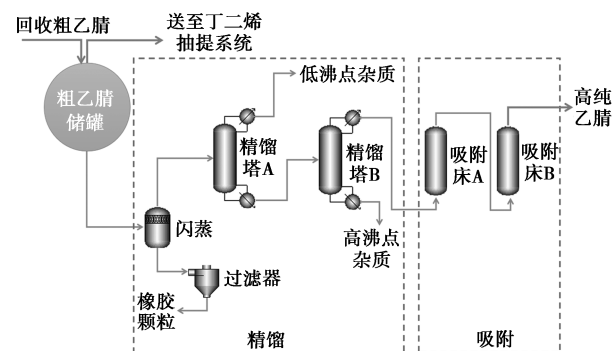 回收粗乙腈
送至丁二烯
抽提系统
粗乙腈
储罐
低沸点杂质
精馏
塔A
精馏
塔B
高沸点
杂质
闪蒸
过滤器
橡胶
颗粒
精馏
吸附
床A
吸附
床B
高纯
乙腈
吸附